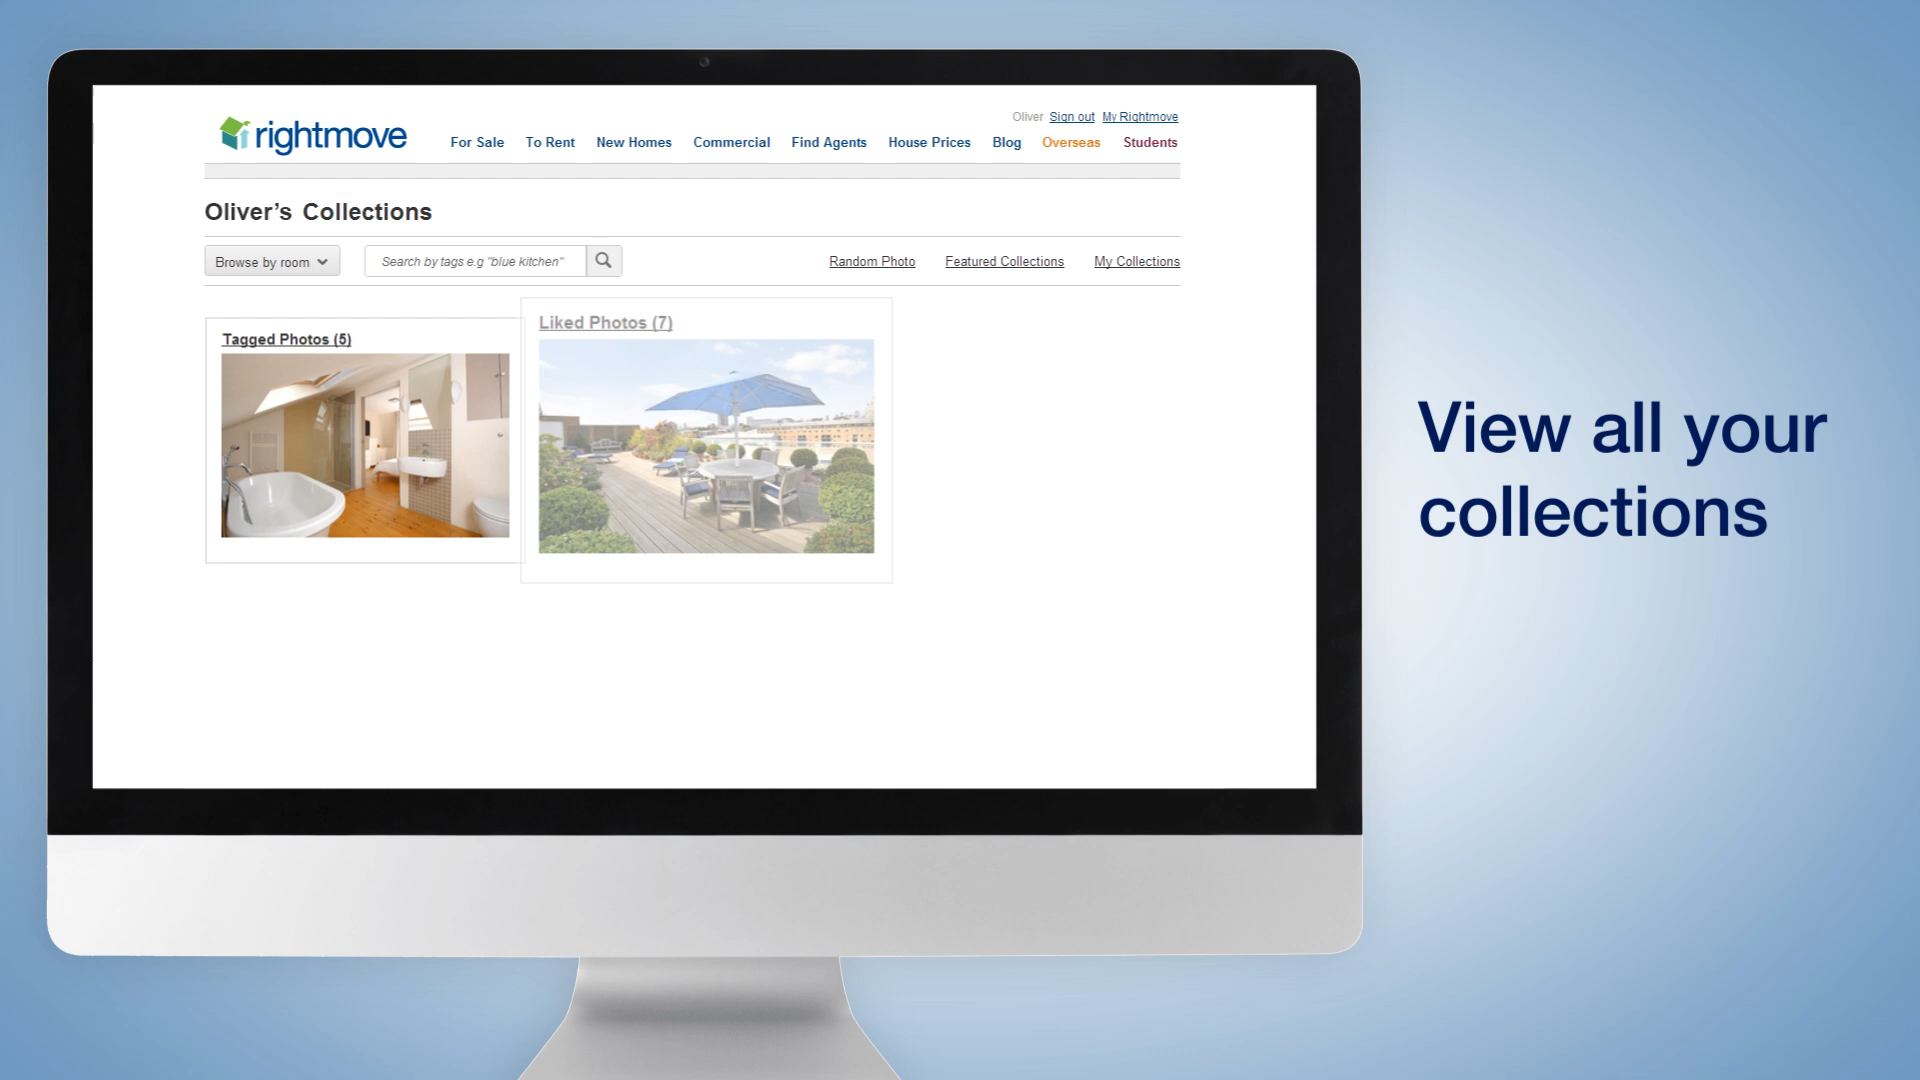 Oliver Sign out My Rightmove
rightmove
For Sale To Rent New Homes Commercial Find Agents House Prices Blog Overseas Students
Oliver’s Collections
Browse by room Search by tags e.g "blue kitchen" Random Photo Featured Collections My Collections
Liked Photos (7)
Tagged Photos (5)
View all your
collections